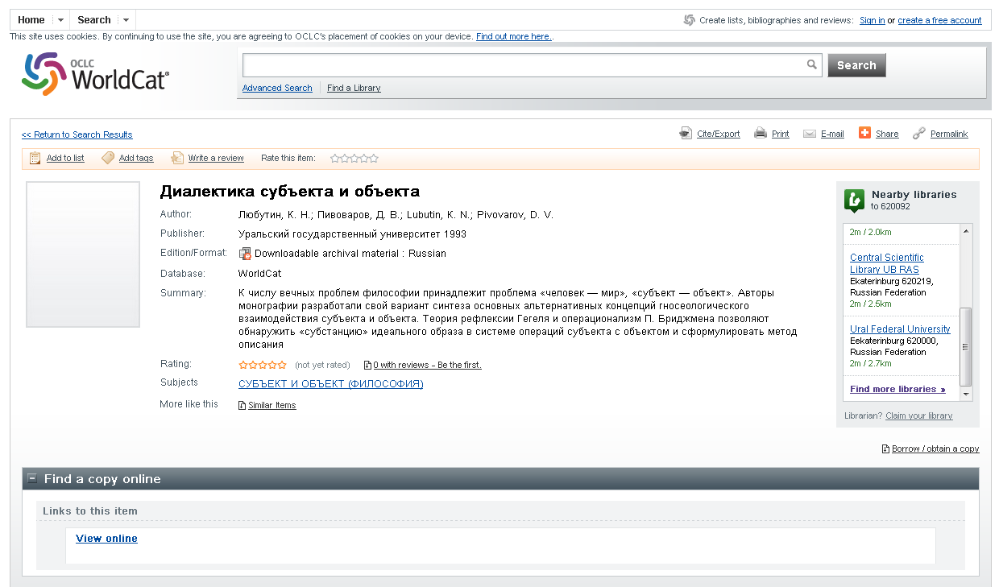 Home Search Create lists, bibliographies and reviews: Sign in or create a free account
This site uses cookies. By continuing to use the site, you are agreeing to OCLC's placement of cookies on your device. Find out more here..
OCLC
WorldCat®
Search
Advanced Search Find a Library
<< Return to Search Results Cite/Export Print E-mail Share Permalink
Add to list Add tags Write a review Rate this item:
Диалектика субъекта и объекта
Author: Любутин, К. Н.; Пивоваров, Д. В.; Lubutin, K. N.; Pivovarov, D. V.
Publisher: Уральский государственный университет 1993
Edition/Format: Downloadable archival material : Russian
Database: WorldCat
Summary: К числу вечных проблем философии принадлежит проблема «человек — мир», «субъект — объект». Авторы
монографии разработали свой вариант синтеза основных альтернативных концепций гносеологического
взаимодействия субъекта и объекта. Теория рефлексии Гегеля и операционализм П. Бриджмена позволяют
обнаружить «субстанцию» идеального образа в системе операций субъекта с объектом и сформулировать метод
описания
Rating: (not yet rated) 0 with reviews - Be the first.
Subjects СУБЪЕКТ И ОБЪЕКТ (ФИЛОСОФИЯ)
More like this Similar Items
Nearby libraries
to 620092
2m / 2.0km
Central Scientific
Library UB RAS
Ekaterinburg 620219,
Russian Federation
2m / 2.5km
Ural Federal University
Eekaterinburg 620000,
Russian Federation
2m / 2.7km
Find more libraries »
Librarian? Claim your library
Borrow / obtain a copy
Find a copy online
Links to this item
View online